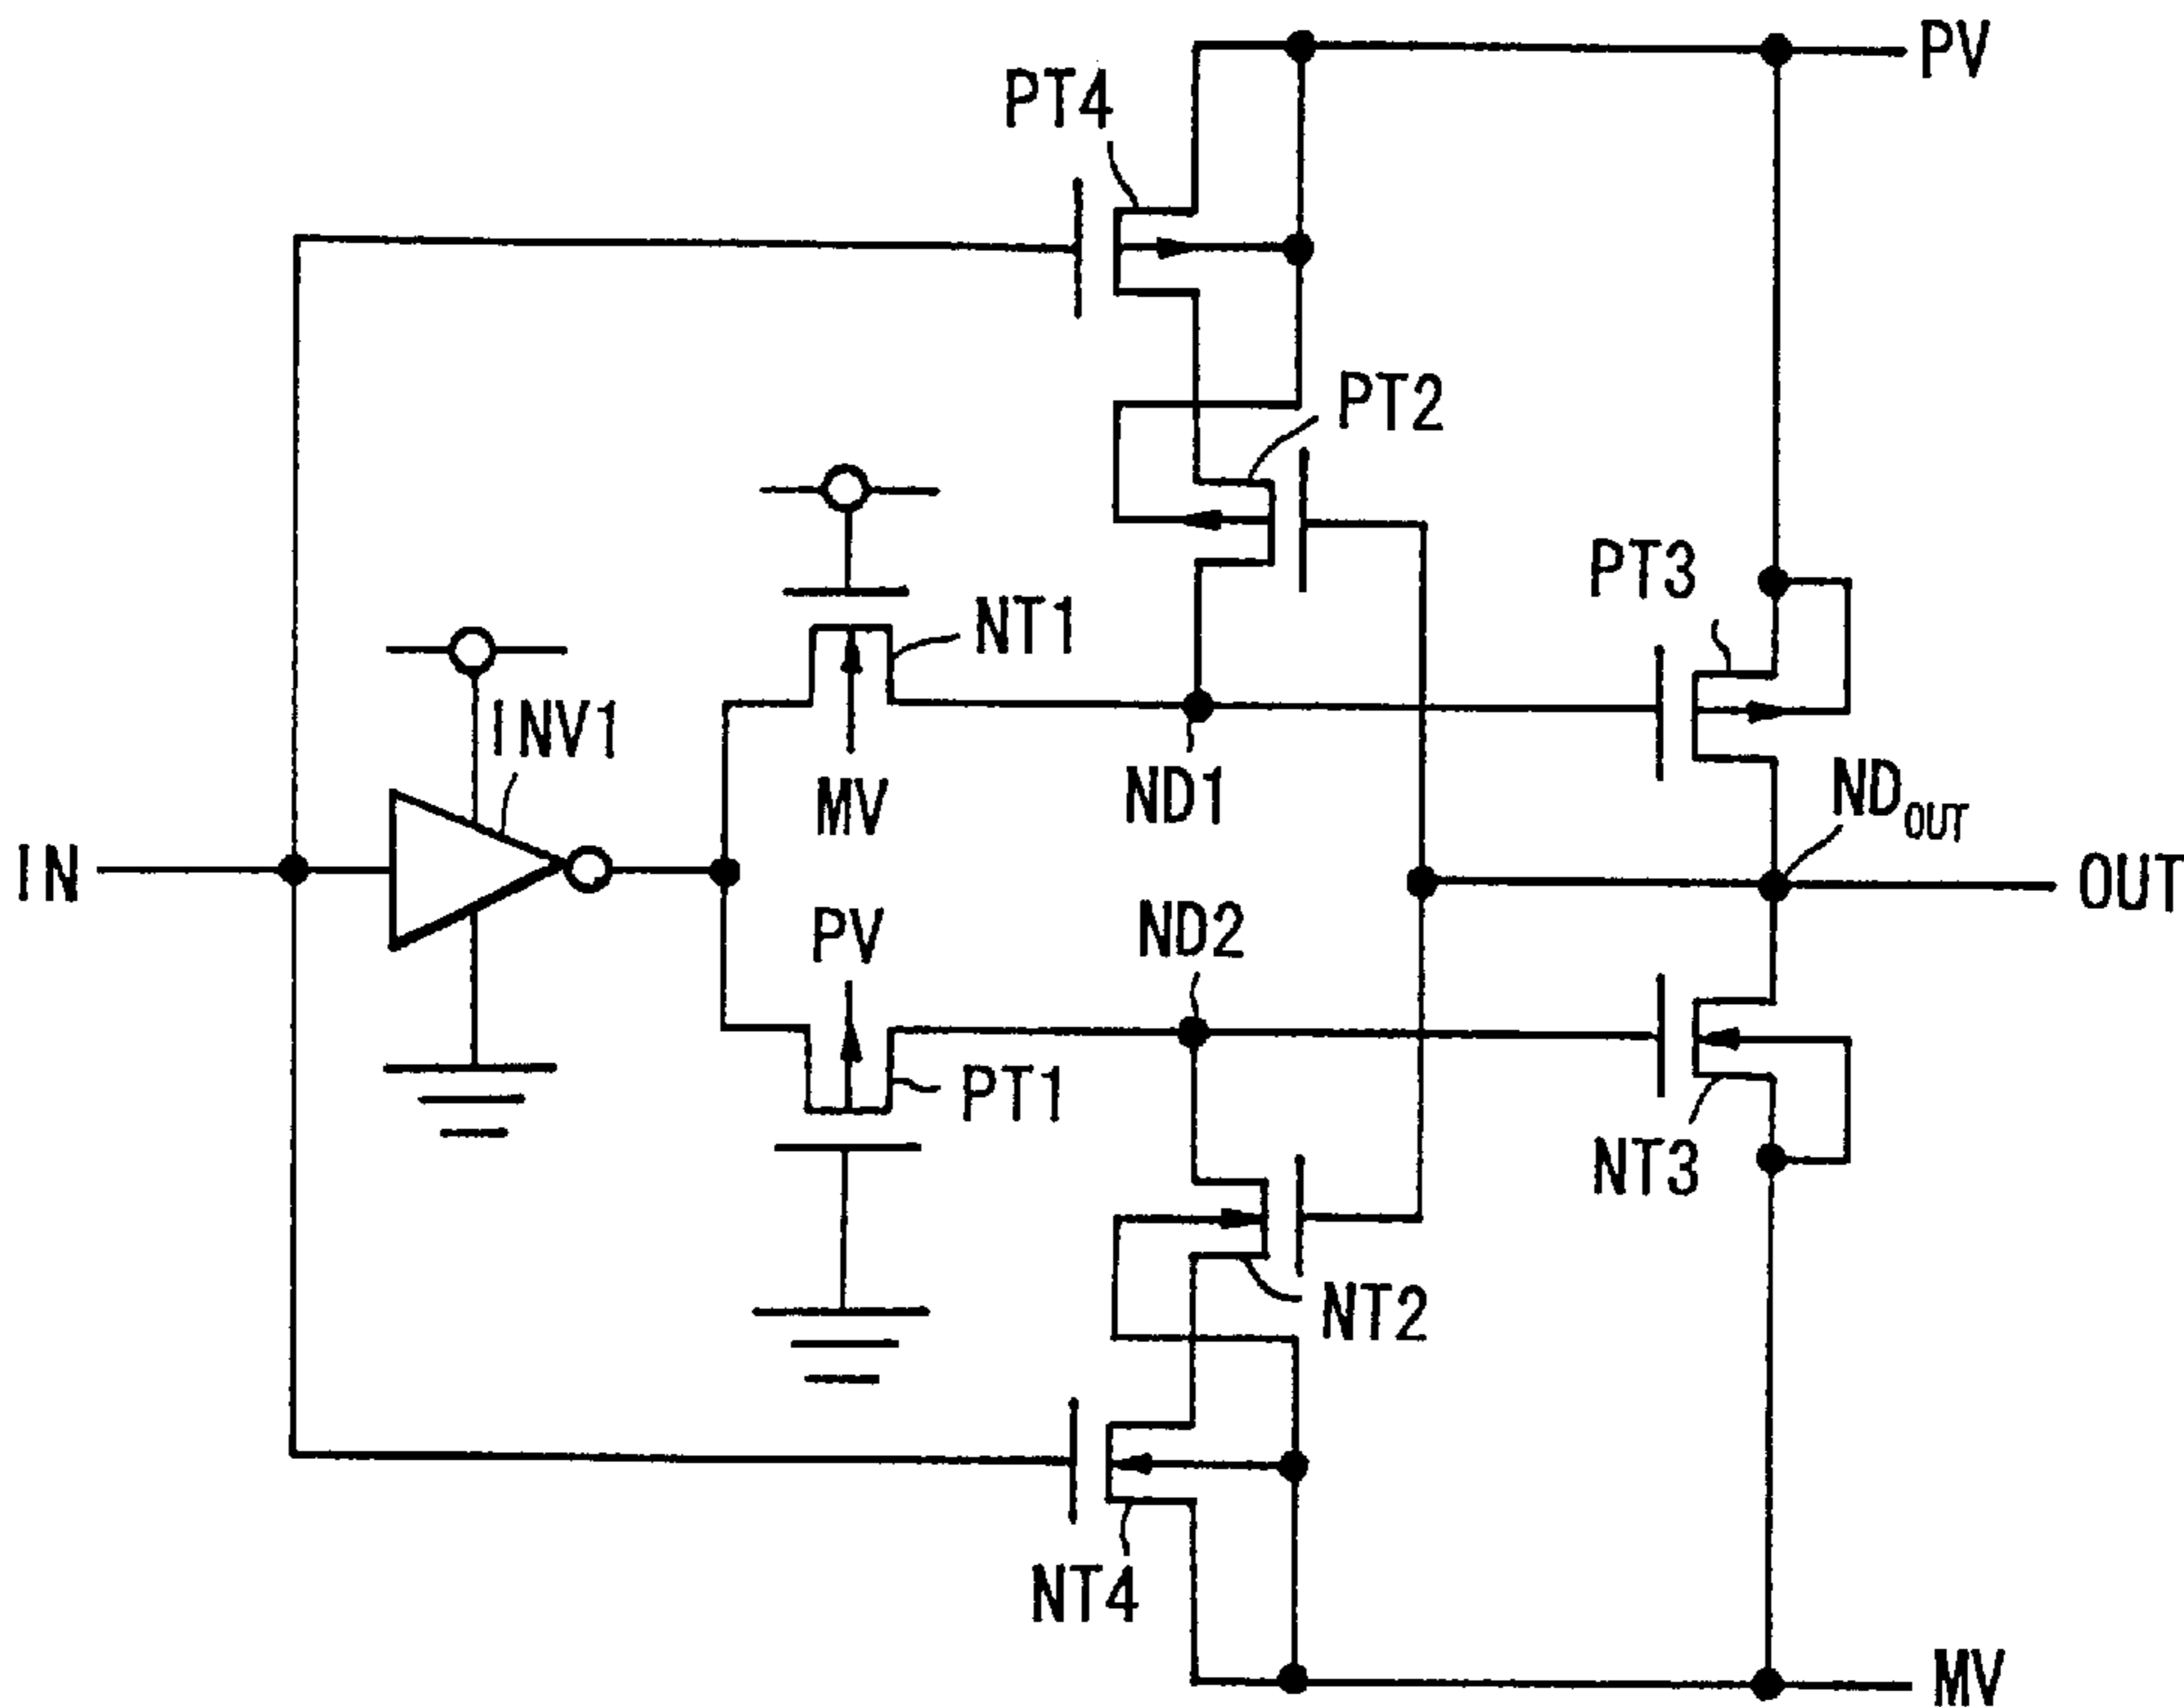 PV
PT4
PT2
PT3
NT1
INV1
MV
ND1
NDOUT
IN
OUT
PV
ND2
PT1
NT3
NT2
NT4
MV